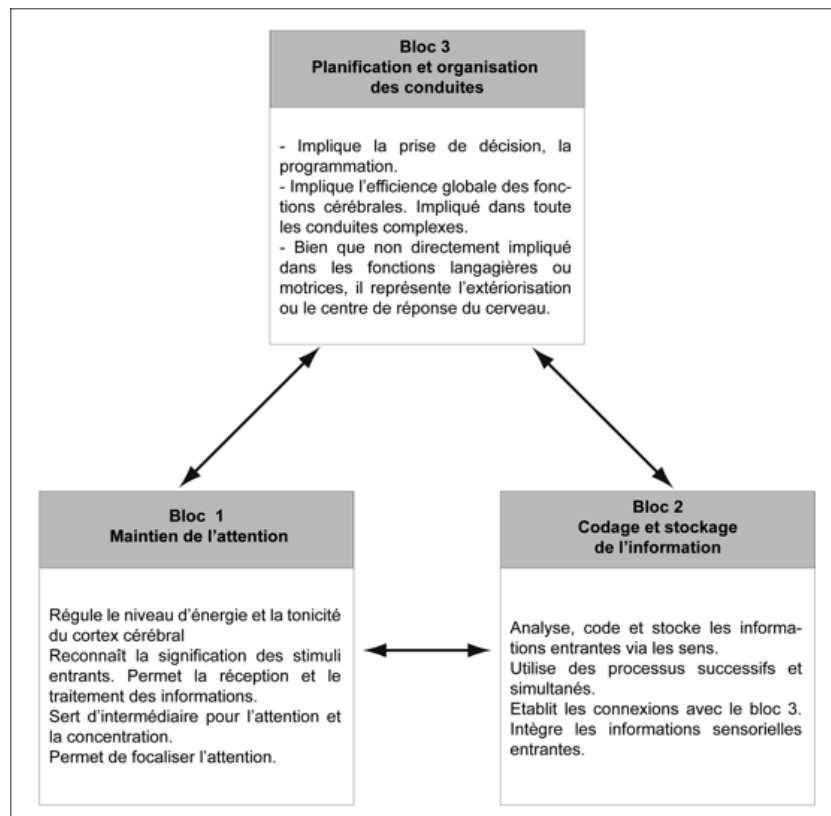 Bloc 3
Planification et organisation
des conduites
- Implique la prise de décision, la
programmation.
- Implique l'efficience globale des fonc-
tions cérébrales. Impliqué dans toute
les conduites complexes.
- Bien que non directement impliqué
dans les fonctions langagières ou
motrices, il représente l'extériorisation
ou le centre de réponse du cerveau.
Bloc 1
Maintien de l'attention
Régule le niveau d'énergie et la tonicité
du cortex cérébral
Reconnaît la signification des stimuli
entrants. Permet la réception et le
traitement des informations.
Sert d'intermédiaire pour l'attention et
la concentration.
Permet de focaliser l'attention.
Bloc 2
Codage et stockage
de l'information
Analyse, code et stocke les informa-
tions entrantes via les sens.
Utilise des processus successifs et
simultanés.
Etablit les connexions avec le bloc 3.
Intègre les informations sensorielles
entrantes.